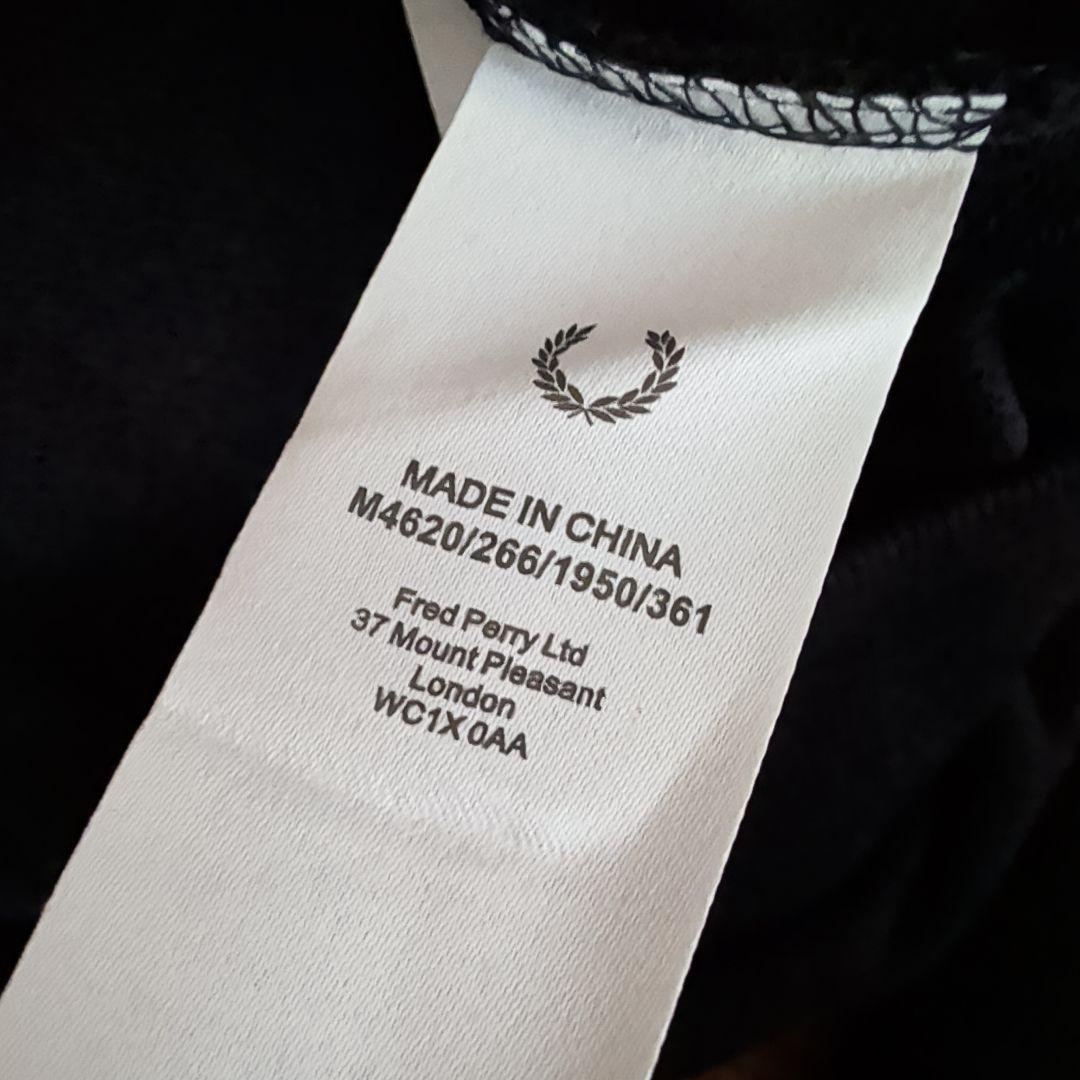 MADE IN CHINA
M4620/266/1950/361
Fred Perry Ltd
37 Mount Pleasant
London
WC1X 0AA